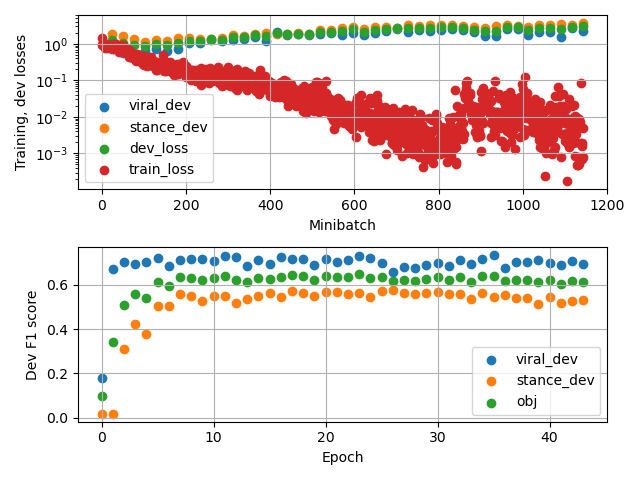 Training, dev losses
10⁰
10⁻¹
10⁻²
10⁻³
viral_dev
stance_dev
dev_loss
train_loss
0 200 400 600 800 1000 1200
Minibatch
Dev F1 score
0.6
0.4
0.2
0.0
viral_dev
stance_dev
obj
0 10 20 30 40
Epoch